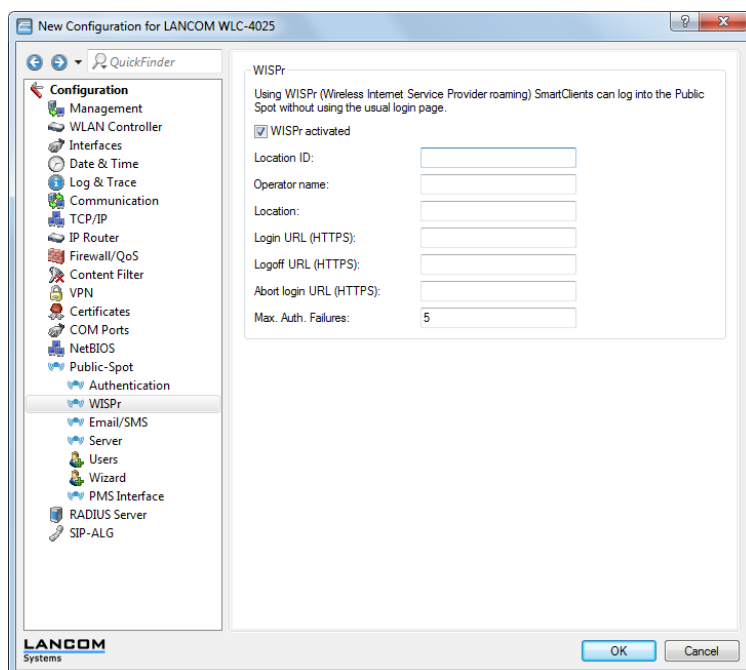 New Configuration for LANCOM WLC-4025
QuickFinder
Configuration
Management
WLAN Controller
Interfaces
Date & Time
Log & Trace
Communication
TCP/IP
IP Router
Firewall/QoS
Content Filter
VPN
Certificates
COM Ports
NetBIOS
Public-Spot
Authentication
WISPr
Email/SMS
Server
Users
Wizard
PMS Interface
RADIUS Server
SIP-ALG
WISPr
Using WISPr (Wireless Internet Service Provider roaming) SmartClients can log into the Public
Spot without using the usual login page.
WISPr activated
Location ID:
Operator name:
Location:
Login URL (HTTPS):
Logoff URL (HTTPS):
Abort login URL (HTTPS):
Max. Auth. Failures: 5
LANCOM
Systems
OK Cancel